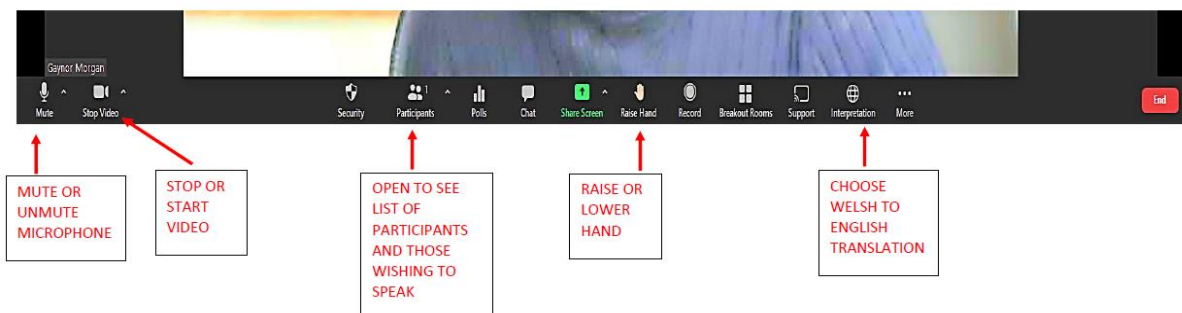 Gaynor Morgan
1
Mute
Stop Video
Security
Participants
Polls
Chat
Share Screen
Raise Hand
Record
Breakout Rooms
Support
Interpretation
More
End
MUTE OR
UNMUTE
MICROPHONE
STOP OR
START
VIDEO
OPEN TO SEE
LIST OF
PARTICIPANTS
AND THOSE
WISHING TO
SPEAK
RAISE OR
LOWER
HAND
CHOOSE
WELSH TO
ENGLISH
TRANSLATION